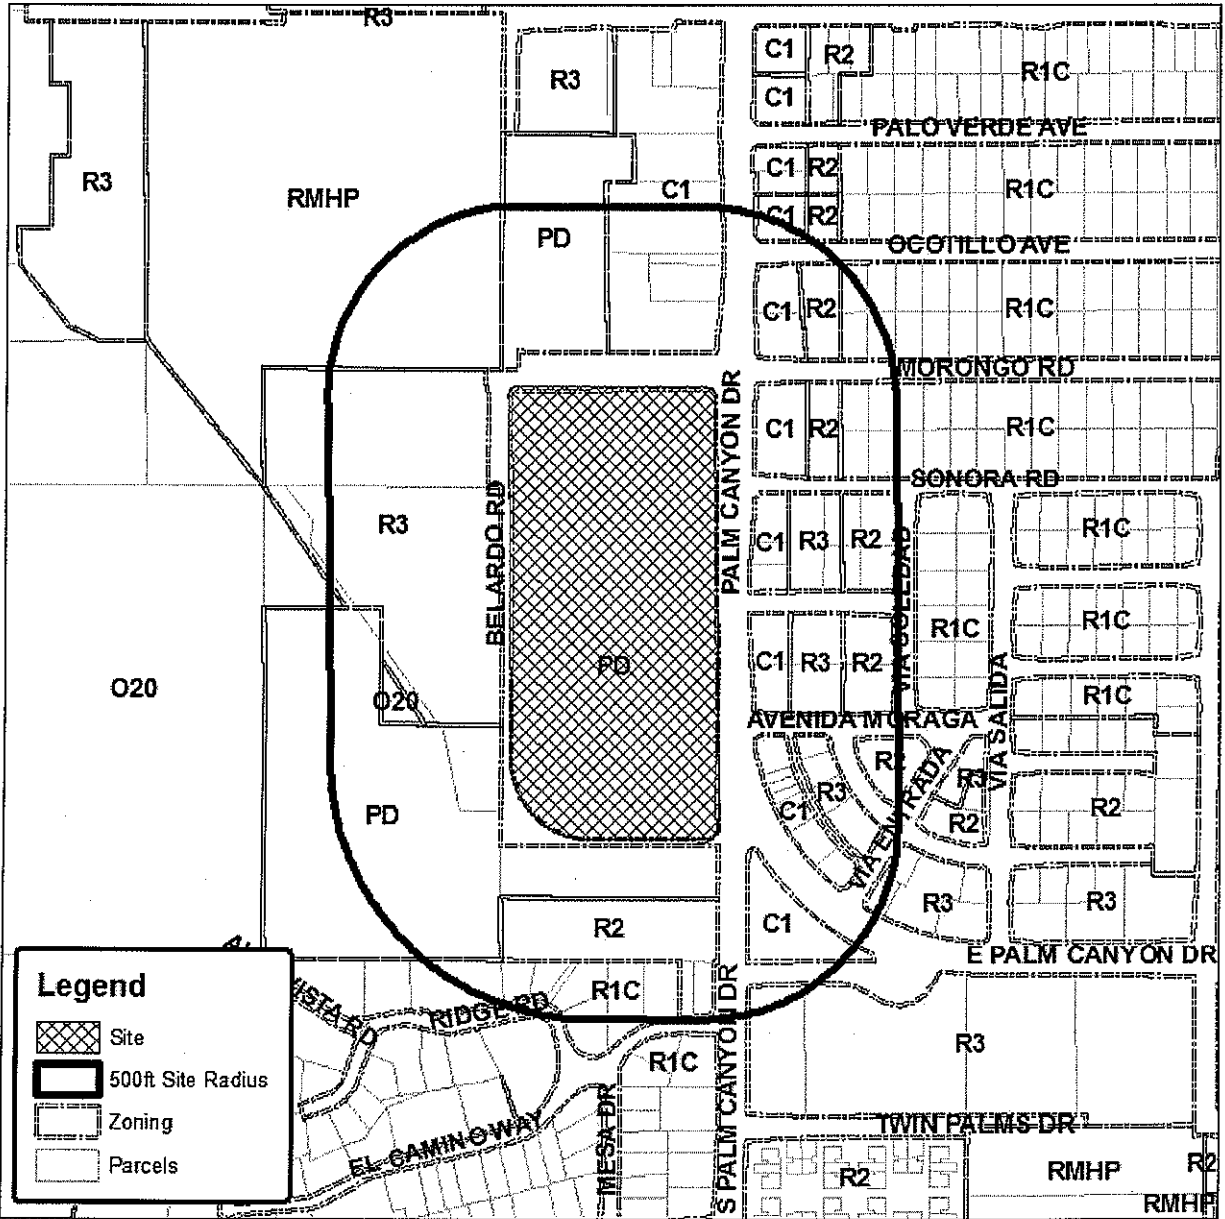 R3
C1
R2
R1C
R3
C1
PALO VERDE AVE
R3
RMHP
C1
C1
R2
R1C
C1
R2
PD
OCOTILLO AVE
C1
R2
R1C
MORONGO RD
PALM CANYON DR
C1
R2
R1C
SONORA RD
R3
BELARDO RD
C1
R3
R2
VIA SOLEDAD
R1C
R1C
R1C
O20
O20
PD
C1
R3
R2
VIA SALIDA
R1C
AVENIDA MORAGA
R2
R3
R3
C1
R2
R2
PD
VIA ENTRADA
R2
C1
R3
R3
E PALM CANYON DR
VISTA RD
RIDGE RD
R1C
R1C
R3
S PALM CANYON DR
MESA DR
EL CAMINO WAY
TWIN PALMS DR
R2
RMHP
R2
RMHP
Legend
Site
500ft Site Radius
Zoning
Parcels